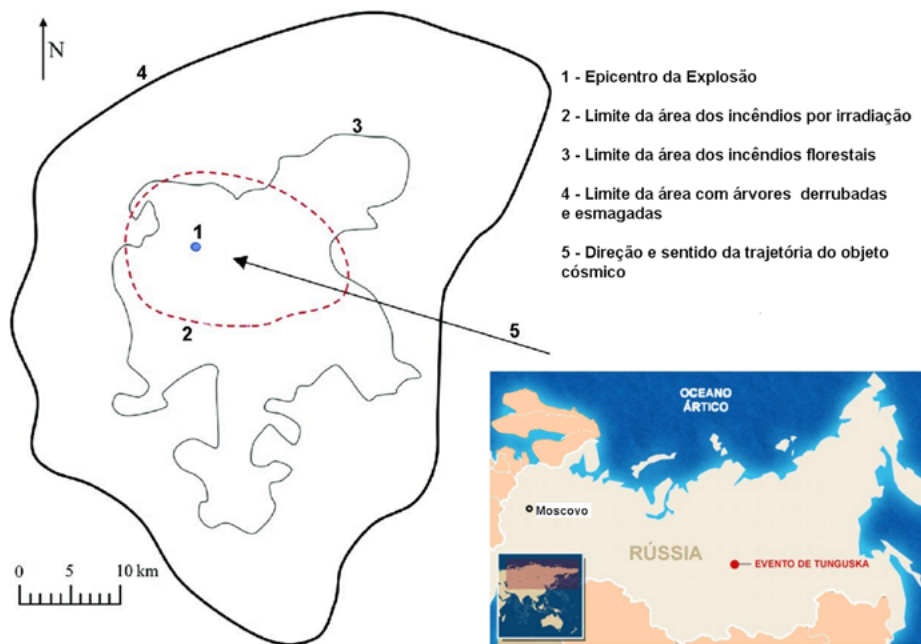 N
4
3
1
2
5
0 5 10 km
1 - Epicentro da Explosão
2 - Limite da área dos incêndios por irradiação
3 - Limite da área dos incêndios florestais
4 - Limite da área com árvores derrubadas
e esmagadas
5 - Direção e sentido da trajetória do objeto
cósmico
OCEANO
ÁRTICO
Moscovo
RÚSSIA
EVENTO DE TUNGUSKA